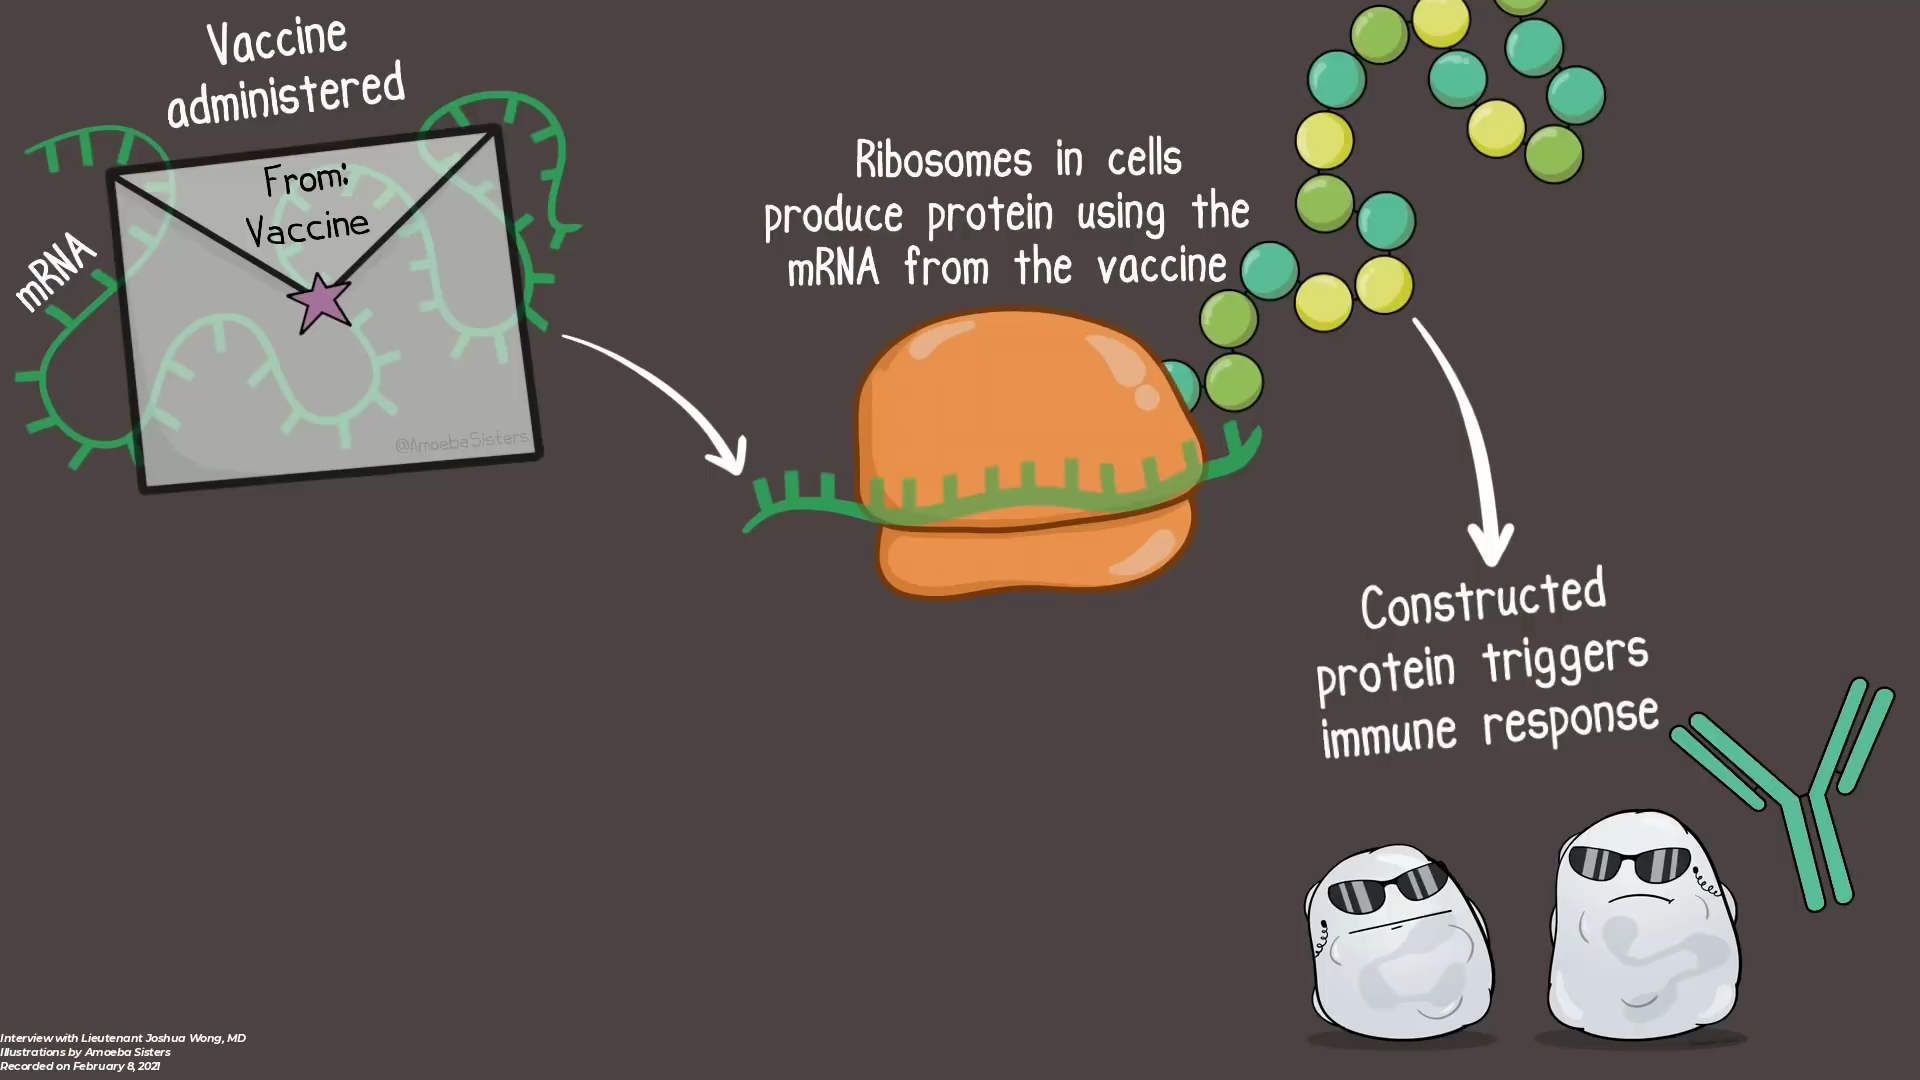 Vaccine
administered
From:
Vaccine
mRNA
@AmoebaSisters
Ribosomes in cells
produce protein using the
mRNA from the vaccine
Constructed
protein triggers
immune response
Interview with Lieutenant Joshua Wong, MD
Illustrations by Amoeba Sisters
Recorded on February 8, 2021